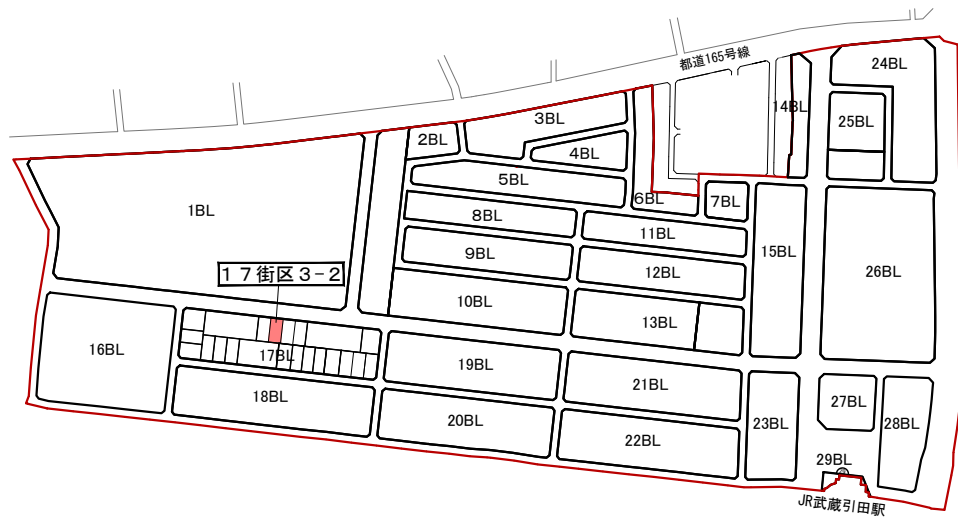 都道165号線
24BL
14BL
3BL
2BL
25BL
4BL
5BL
6BL
7BL
1BL
8BL
11BL
15BL
9BL
12BL
26BL
17街区3-2
10BL
13BL
16BL
17BL
19BL
21BL
18BL
27BL
20BL
23BL
28BL
22BL
29BL
JR武蔵引田駅